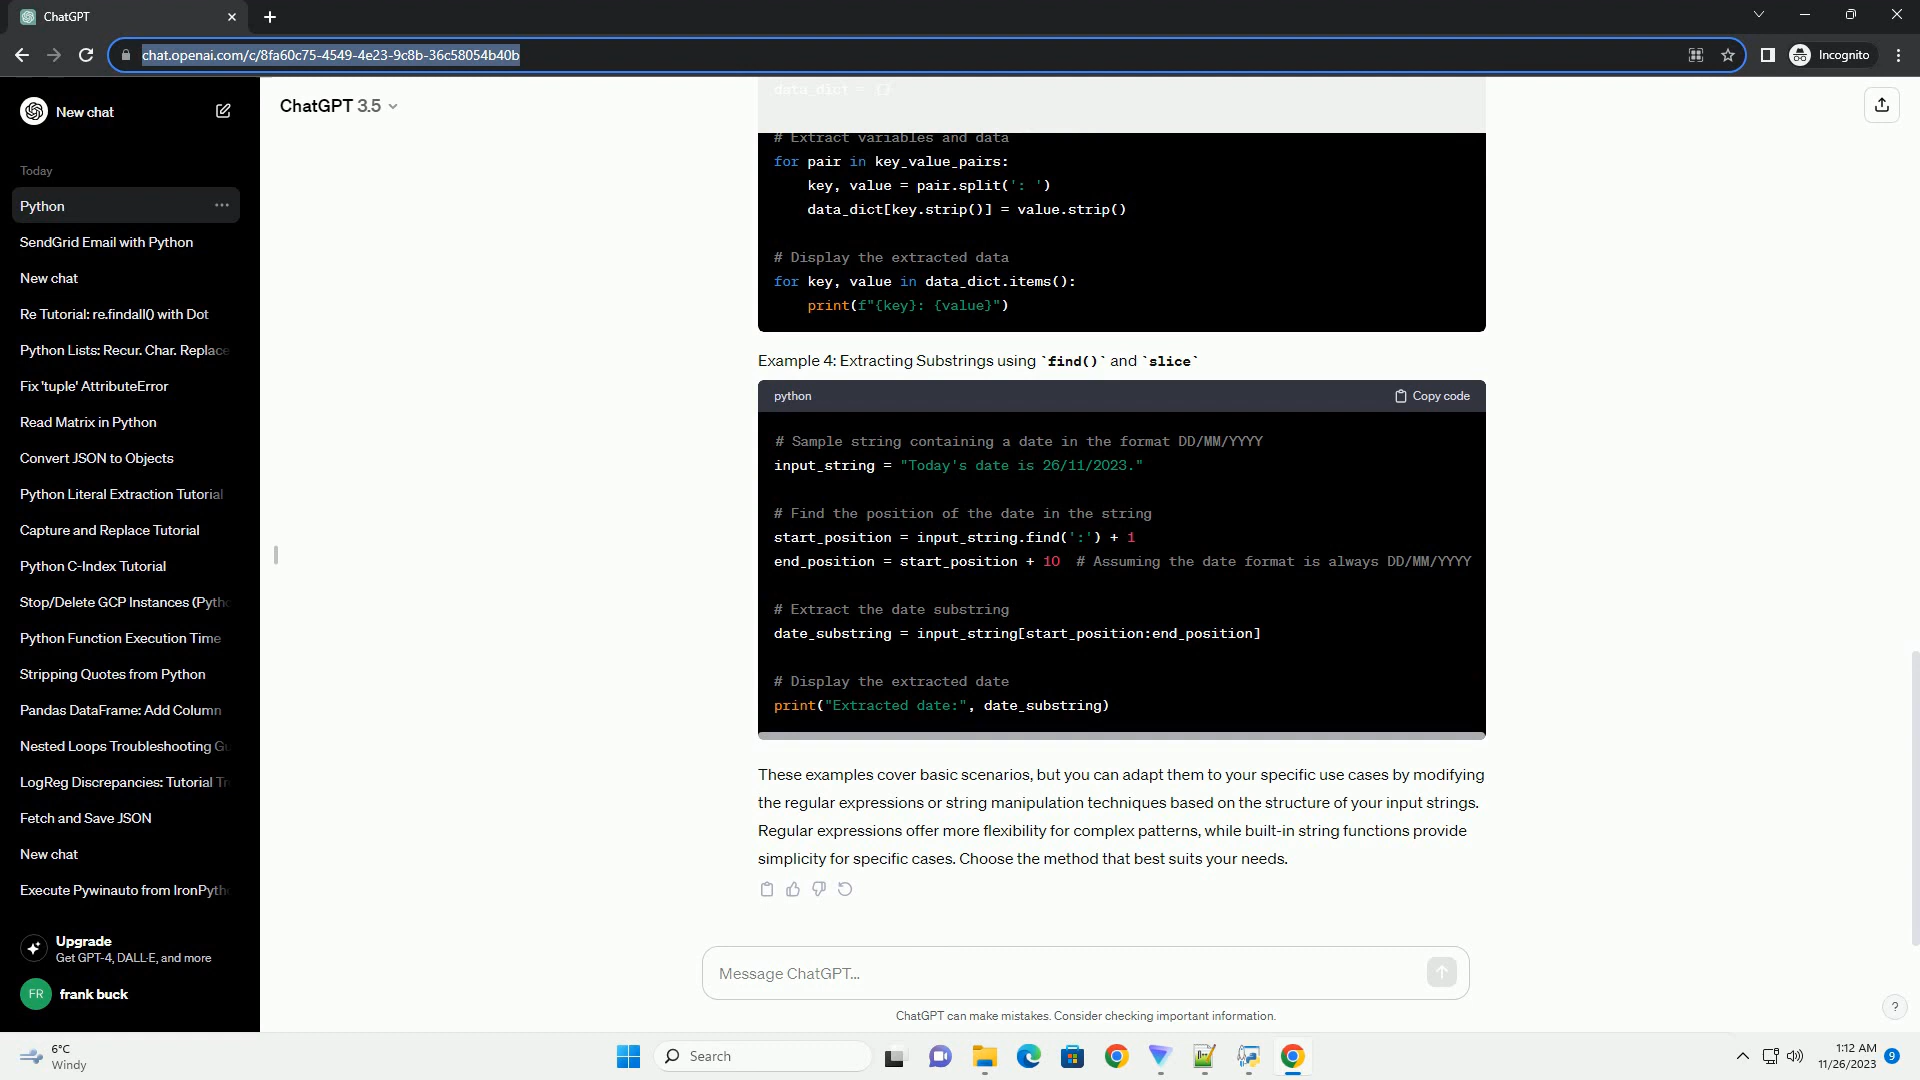 ChatGPT
chat.openai.com/c/8fa60c75-4549-4e23-9c8b-36c58054b40b
Incognito
New chat
ChatGPT 3.5
Today
Python
SendGrid Email with Python
New chat
Re Tutorial: re.findall() with Dot
Python Lists: Recur. Char. Replace
Fix 'tuple' AttributeError
Read Matrix in Python
Convert JSON to Objects
Python Literal Extraction Tutorial
Capture and Replace Tutorial
Python C-Index Tutorial
Stop/Delete GCP Instances (Pytho
Python Function Execution Time
Stripping Quotes from Python
Pandas DataFrame: Add Column
Nested Loops Troubleshooting Gu
LogReg Discrepancies: Tutorial Tr
Fetch and Save JSON
New chat
Execute Pywinauto from IronPytho
Upgrade
Get GPT-4, DALL·E, and more
FR
frank buck
data_dict = {}
# Extract variables and data
for pair in key_value_pairs:
    key, value = pair.split(': ')
    data_dict[key.strip()] = value.strip()
# Display the extracted data
for key, value in data_dict.items():
    print(f"{key}: {value}")
Example 4: Extracting Substrings using `find()` and `slice`
python
Copy code
# Sample string containing a date in the format DD/MM/YYYY
input_string = "Today's date is 26/11/2023."
# Find the position of the date in the string
start_position = input_string.find(':') + 1
end_position = start_position + 10  # Assuming the date format is always DD/MM/YYYY
# Extract the date substring
date_substring = input_string[start_position:end_position]
# Display the extracted date
print("Extracted date:", date_substring)
These examples cover basic scenarios, but you can adapt them to your specific use cases by modifying
the regular expressions or string manipulation techniques based on the structure of your input strings.
Regular expressions offer more flexibility for complex patterns, while built-in string functions provide
simplicity for specific cases. Choose the method that best suits your needs.
Message ChatGPT...
ChatGPT can make mistakes. Consider checking important information.
?
6°C
Windy
Search
1:12 AM
11/26/2023
9